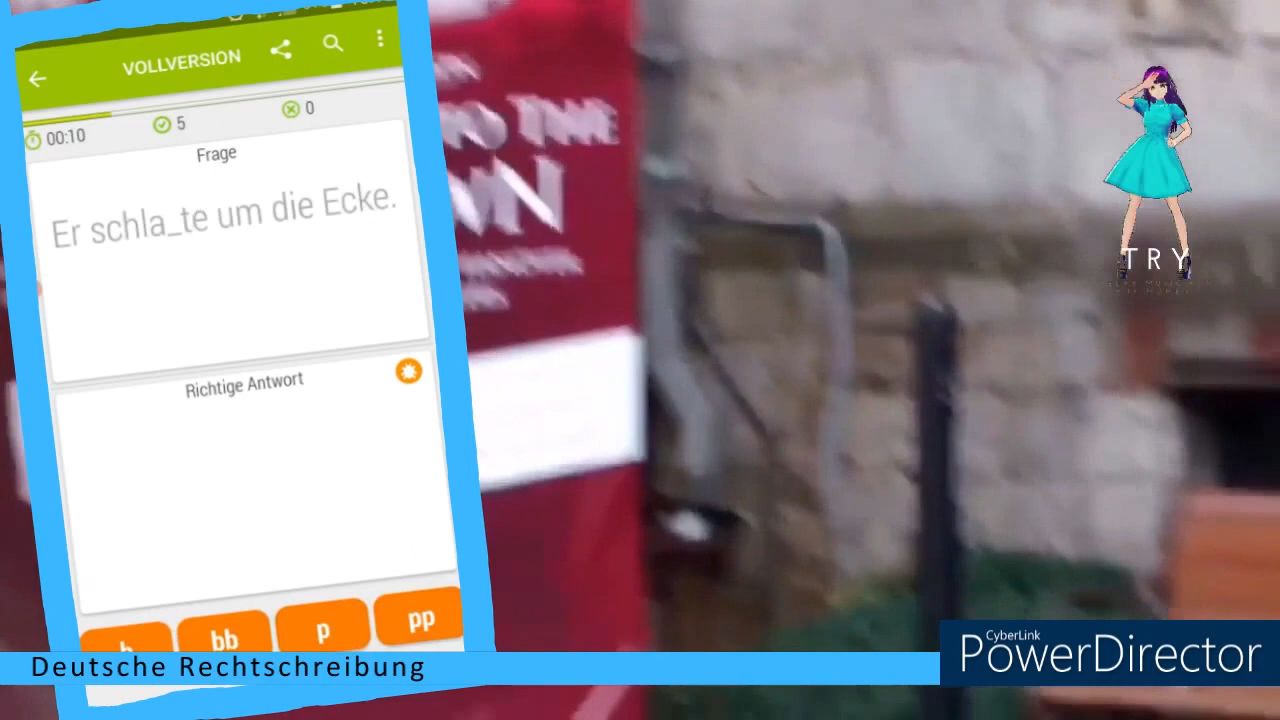 VOLLVERSION
00:10
5
0
Frage
Er schla_te um die Ecke.
Richtige Antwort
b
bb
p
pp
Deutsche Rechtschreibung
THE
TRY
CyberLink
PowerDirector